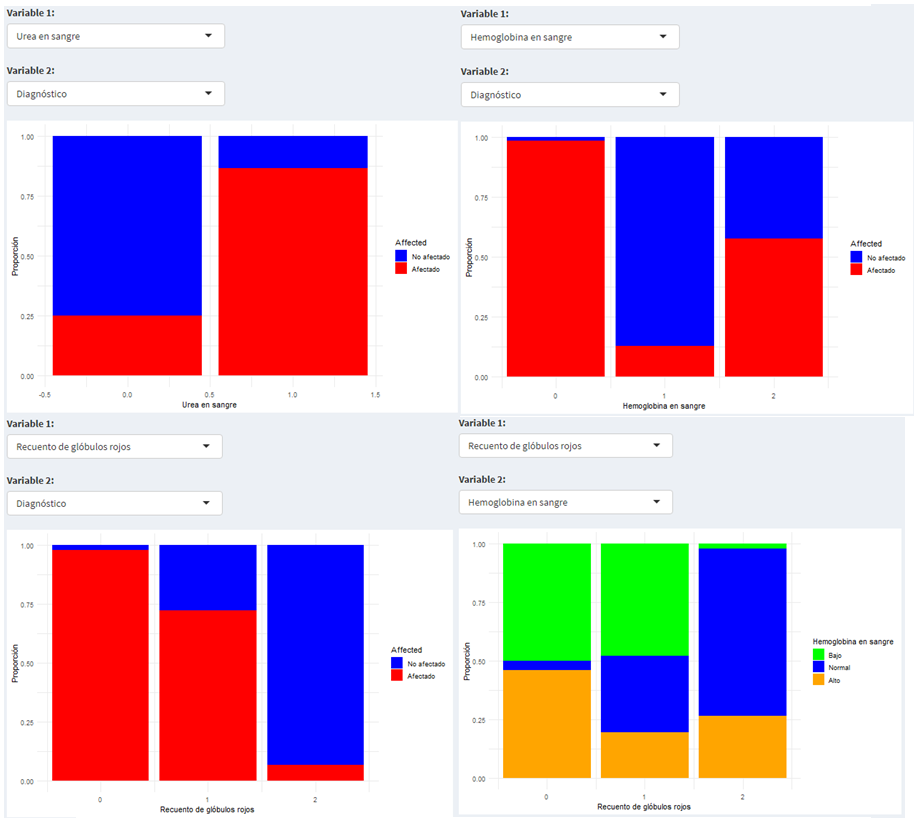 Variable 1:
Urea en sangre
Variable 2:
Diagnóstico
1.00
0.75
0.50
0.25
0.00
Proporción
-0.5
0.0
0.5
1.0
1.5
Urea en sangre
Affected
No afectado
Afectado
Variable 1:
Hemoglobina en sangre
Variable 2:
Diagnóstico
1.00
0.75
0.50
0.25
0.00
Proporción
0
1
2
Hemoglobina en sangre
Affected
No afectado
Afectado
Variable 1:
Recuento de glóbulos rojos
Variable 2:
Diagnóstico
1.00
0.75
0.50
0.25
0.00
Proporción
0
1
2
Recuento de glóbulos rojos
Affected
No afectado
Afectado
Variable 1:
Recuento de glóbulos rojos
Variable 2:
Hemoglobina en sangre
1.00
0.75
0.50
0.25
0.00
Proporción
0
1
2
Recuento de glóbulos rojos
Hemoglobina en sangre
Bajo
Normal
Alto